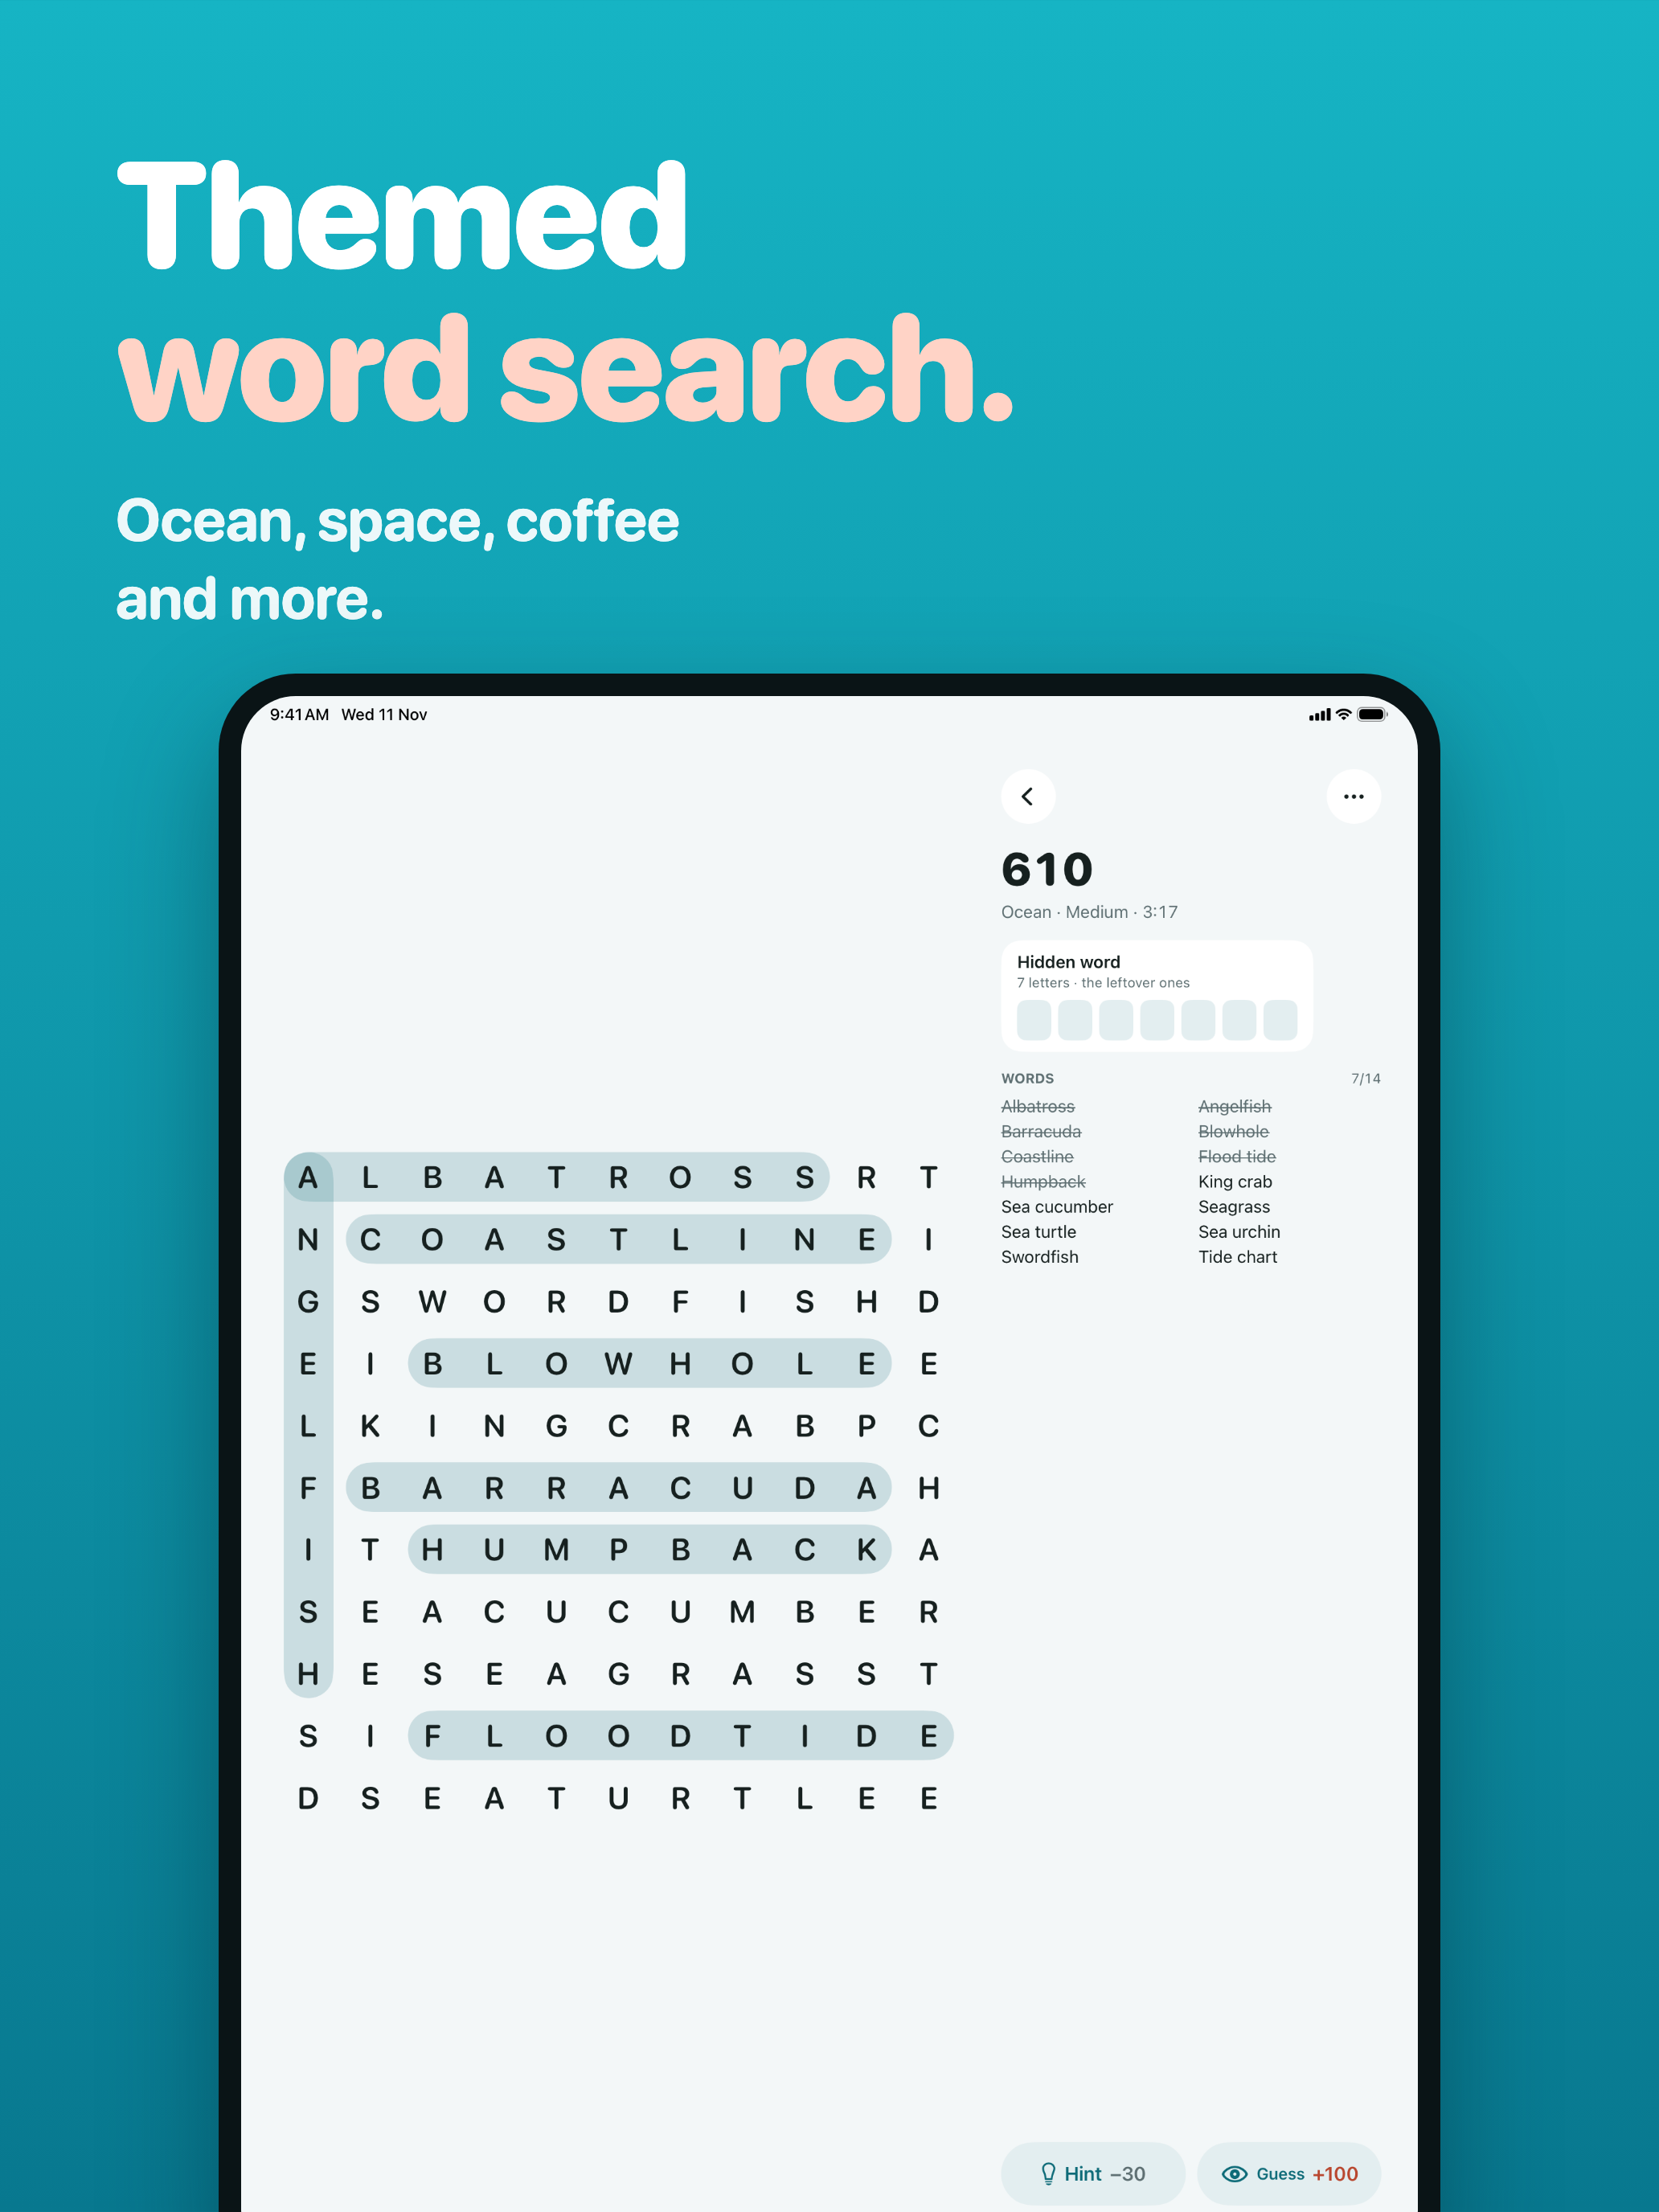 Themed
word search.
Ocean, space, coffee
and more.
9:41 AM Wed 11 Nov
610
Ocean · Medium · 3:17
Hidden word
7 letters · the leftover ones
WORDS 7/14
Albatross Angelfish
Barracuda Blowhole
Coastline Flood tide
Humpback King crab
Sea cucumber Seagrass
Sea turtle Sea urchin
Swordfish Tide chart
A L B A T R O S S R T
N C O A S T L I N E I
G S W O R D F I S H D
E I B L O W H O L E E
L K I N G C R A B P C
F B A R R A C U D A H
I T H U M P B A C K A
S E A C U C U M B E R
H E S E A G R A S S T
S I F L O O D T I D E
D S E A T U R T L E E
Hint −30 Guess +100